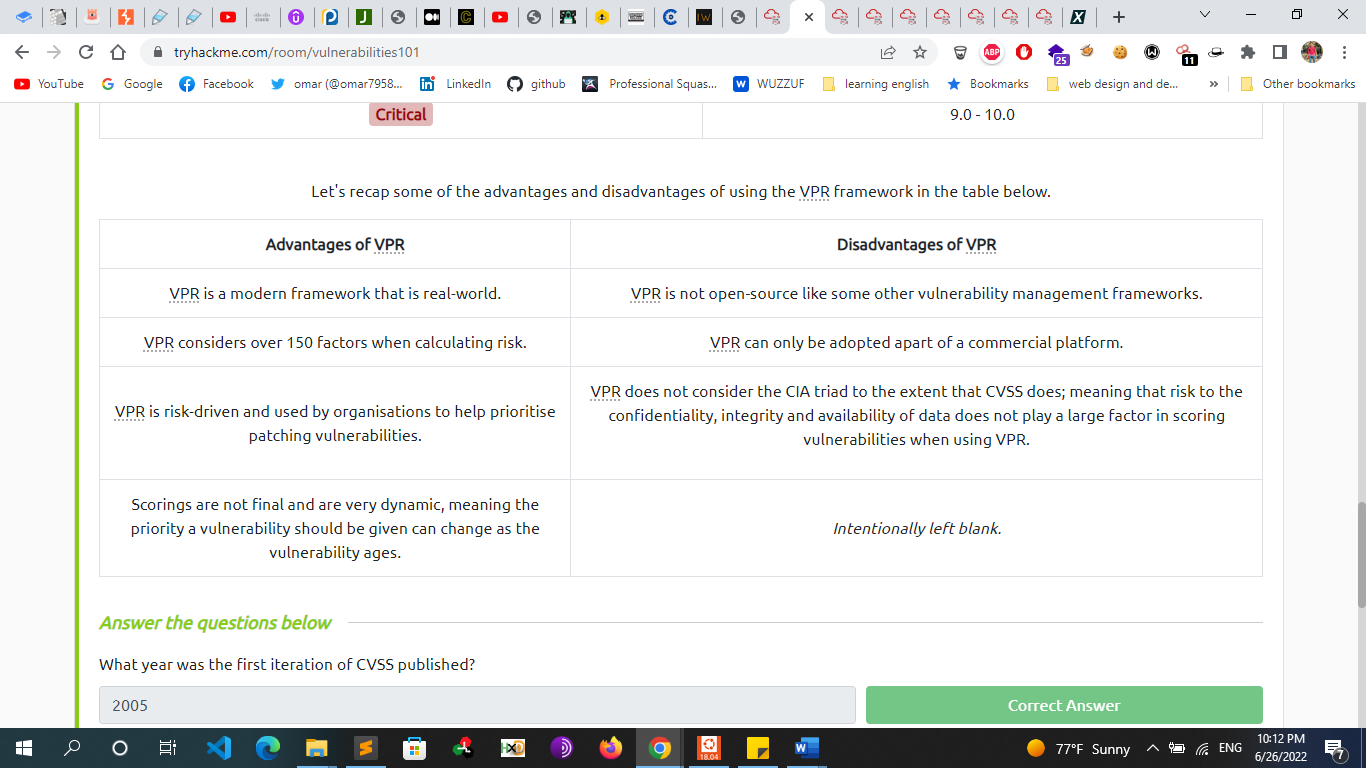 tryhackme.com/room/vulnerabilities101
ABP
25
11
YouTube
Google
Facebook
omar (@omar7958...
LinkedIn
github
Professional Squas...
WUZZUF
learning english
Bookmarks
web design and de...
»
Other bookmarks
Critical
9.0 - 10.0
Let's recap some of the advantages and disadvantages of using the VPR framework in the table below.
Advantages of VPR
Disadvantages of VPR
VPR is a modern framework that is real-world.
VPR is not open-source like some other vulnerability management frameworks.
VPR considers over 150 factors when calculating risk.
VPR can only be adopted apart of a commercial platform.
VPR is risk-driven and used by organisations to help prioritise
patching vulnerabilities.
VPR does not consider the CIA triad to the extent that CVSS does; meaning that risk to the
confidentiality, integrity and availability of data does not play a large factor in scoring
vulnerabilities when using VPR.
Scorings are not final and are very dynamic, meaning the
priority a vulnerability should be given can change as the
vulnerability ages.
Intentionally left blank.
Answer the questions below
What year was the first iteration of CVSS published?
2005
Correct Answer
18.04
77°F Sunny
ENG
10:12 PM
6/26/2022
7